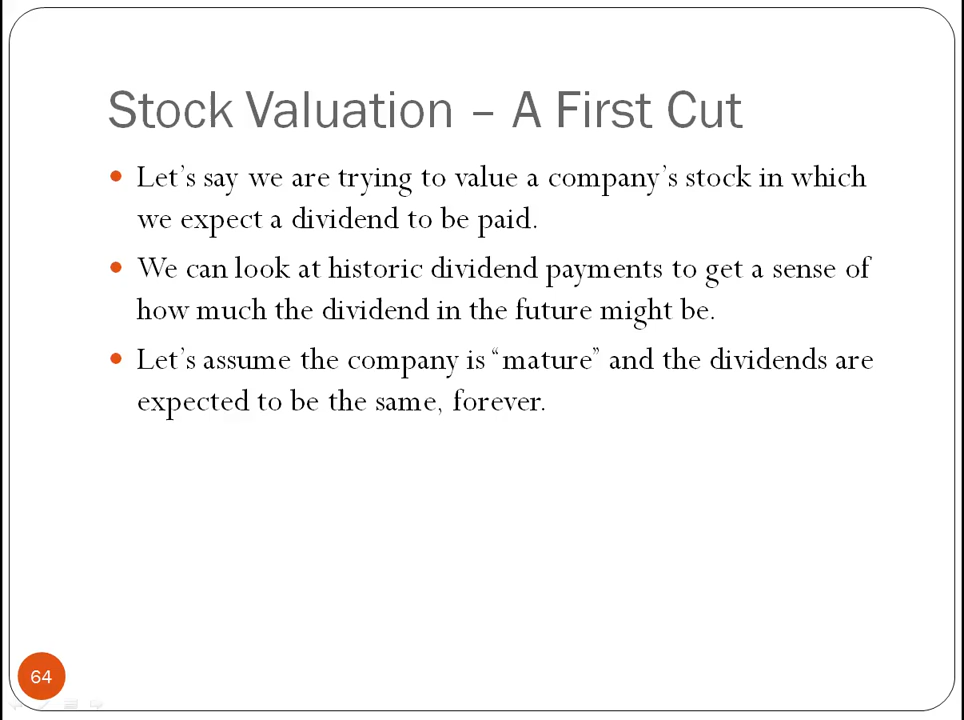 Stock Valuation – A First Cut
• Let’s say we are trying to value a company’s stock in which
we expect a dividend to be paid.
• We can look at historic dividend payments to get a sense of
how much the dividend in the future might be.
• Let’s assume the company is “mature” and the dividends are
expected to be the same, forever.
64